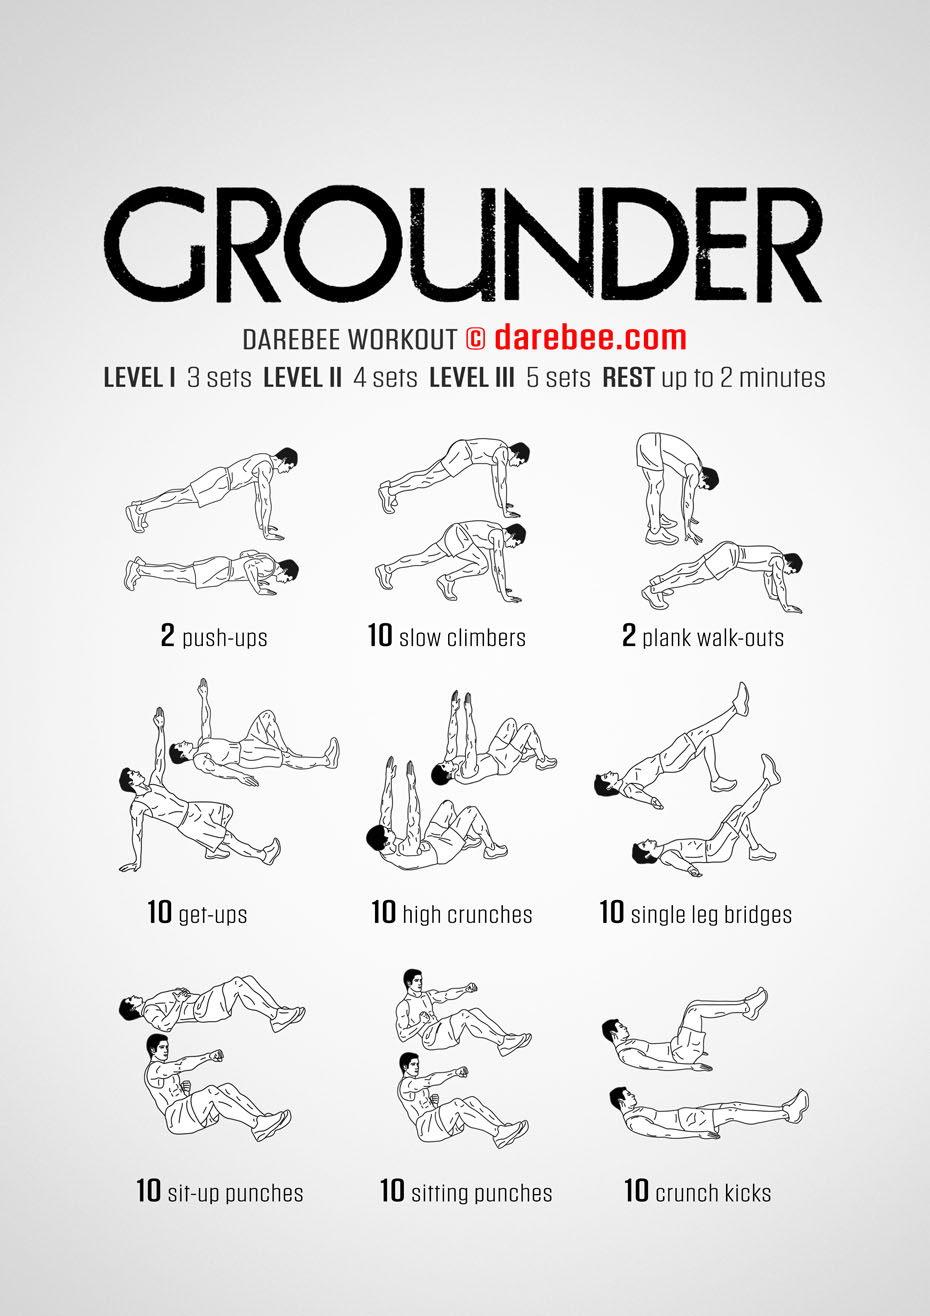 GROUNDER
DAREBEE WORKOUT © darebee.com
LEVEL I 3 sets LEVEL II 4 sets LEVEL III 5 sets REST up to 2 minutes
2 push-ups
10 slow climbers
2 plank walk-outs
10 get-ups
10 high crunches
10 single leg bridges
10 sit-up punches
10 sitting punches
10 crunch kicks